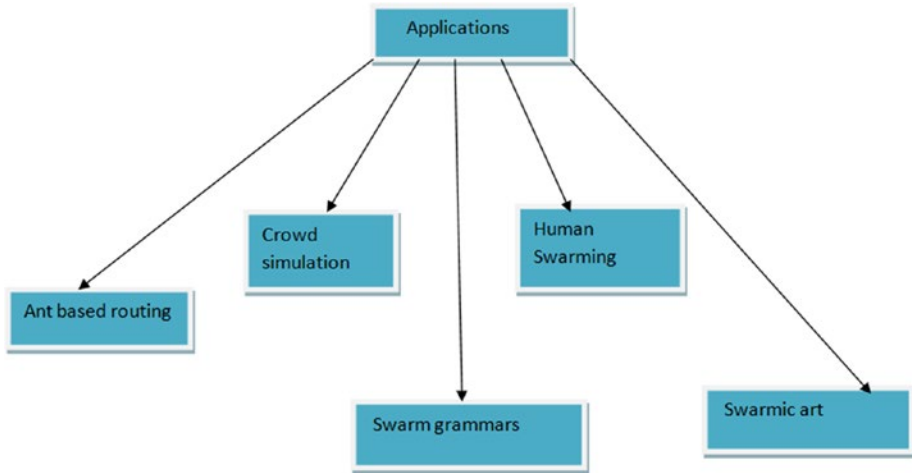 Applications
Crowd
simulation
Human
Swarming
Ant based routing
Swarm grammars
Swarmic art